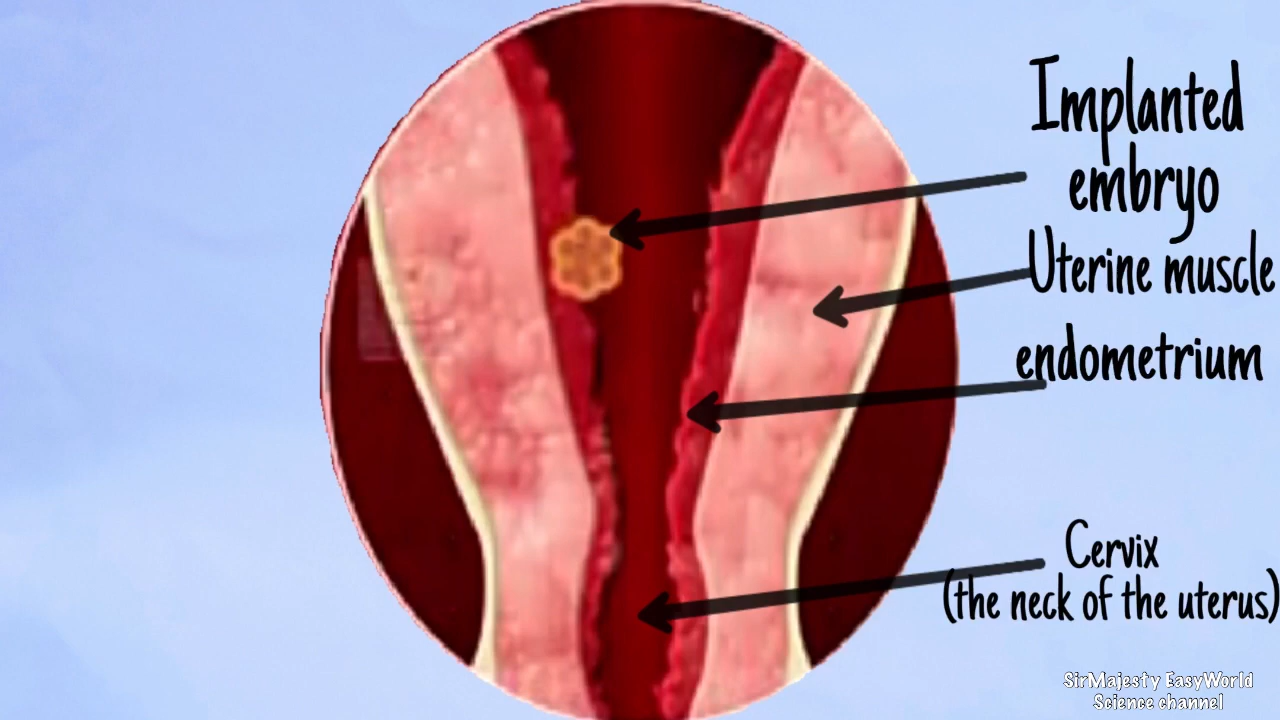 Implanted
embryo
Uterine muscle
endometrium
Cervix
(the neck of the uterus)
SirMajesty EasyWorld
Science channel